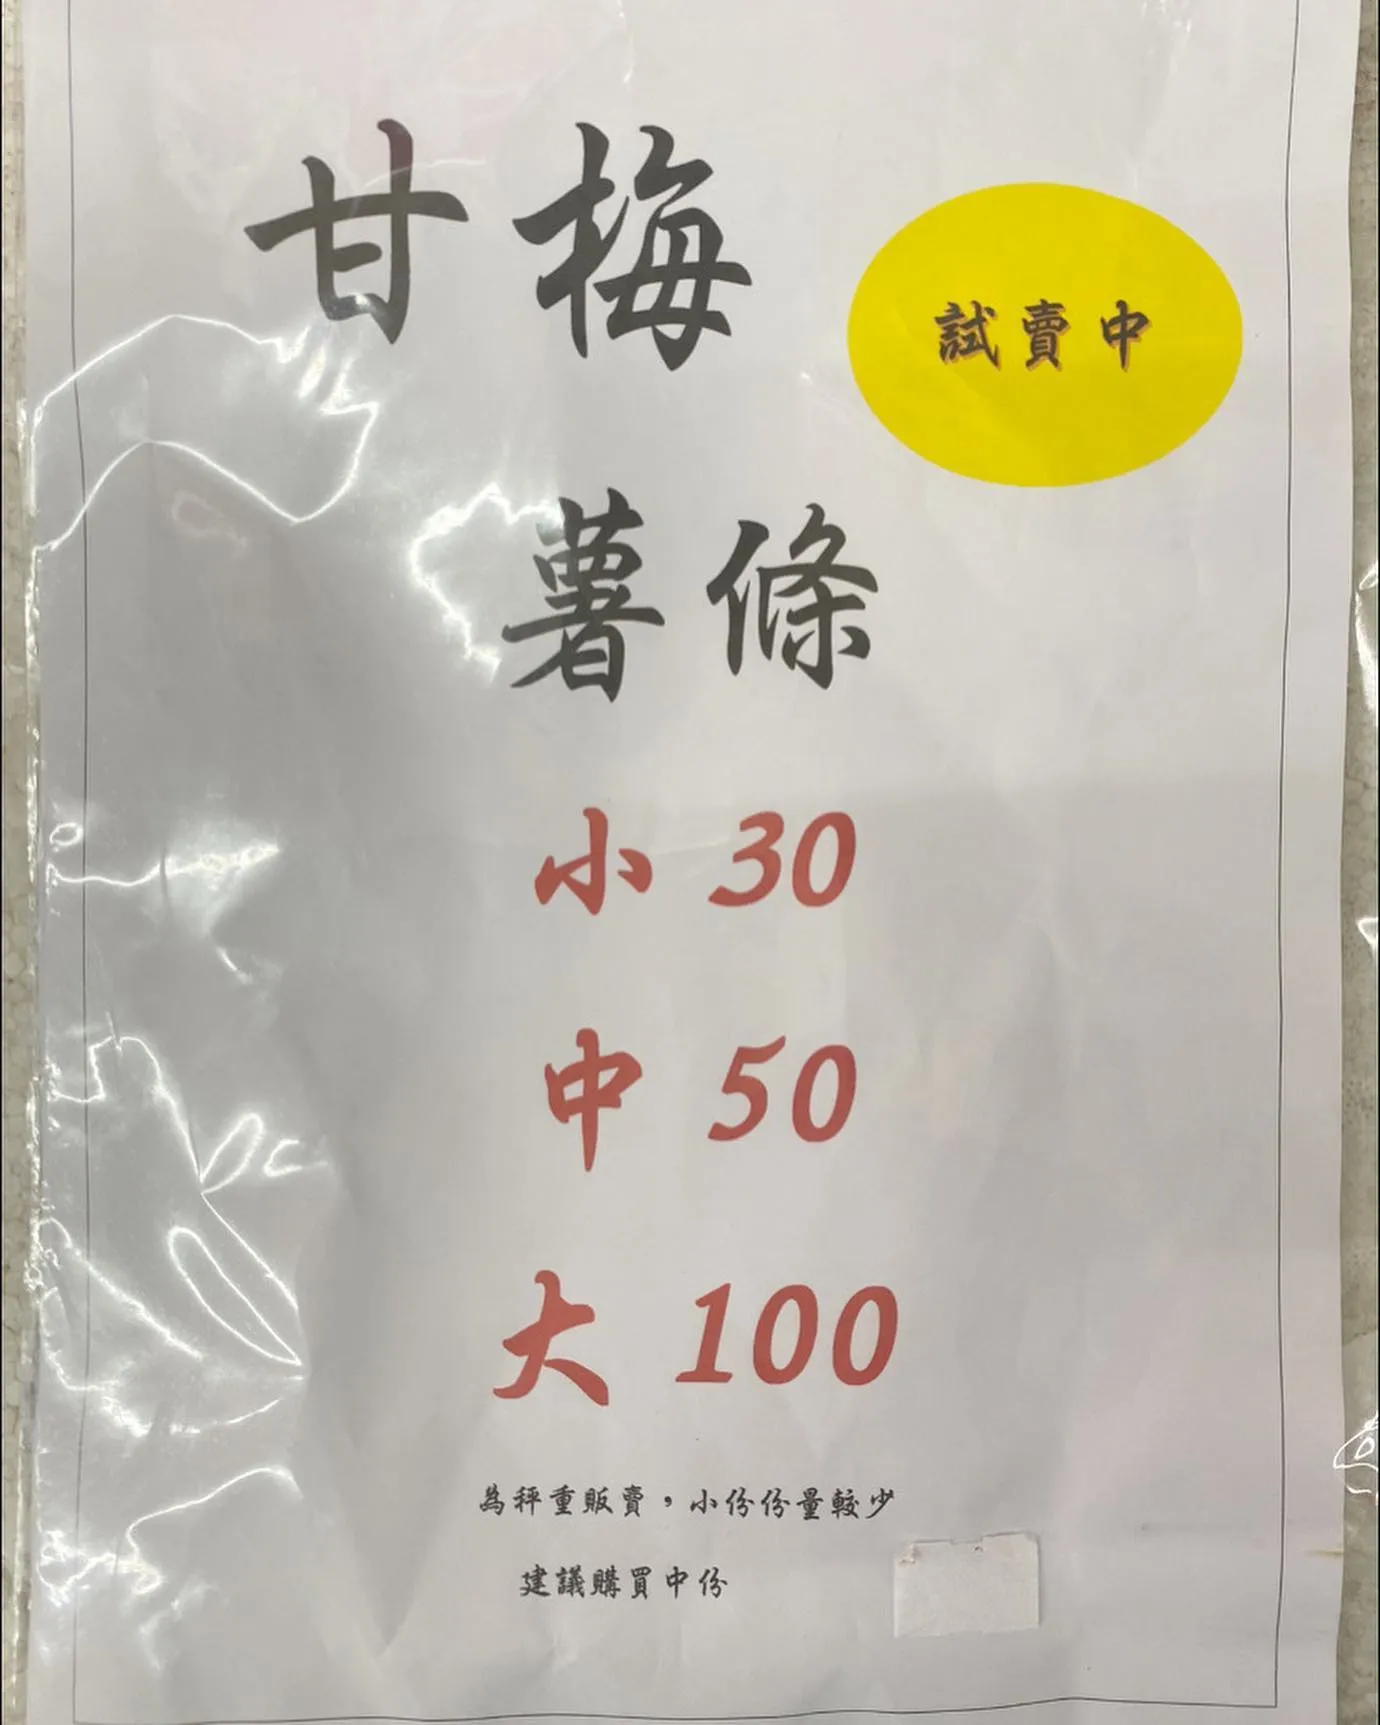 甘梅
試賣中
薯條
小 30
中 50
大 100
為秤重販賣，小份份量較少
建議購買中份